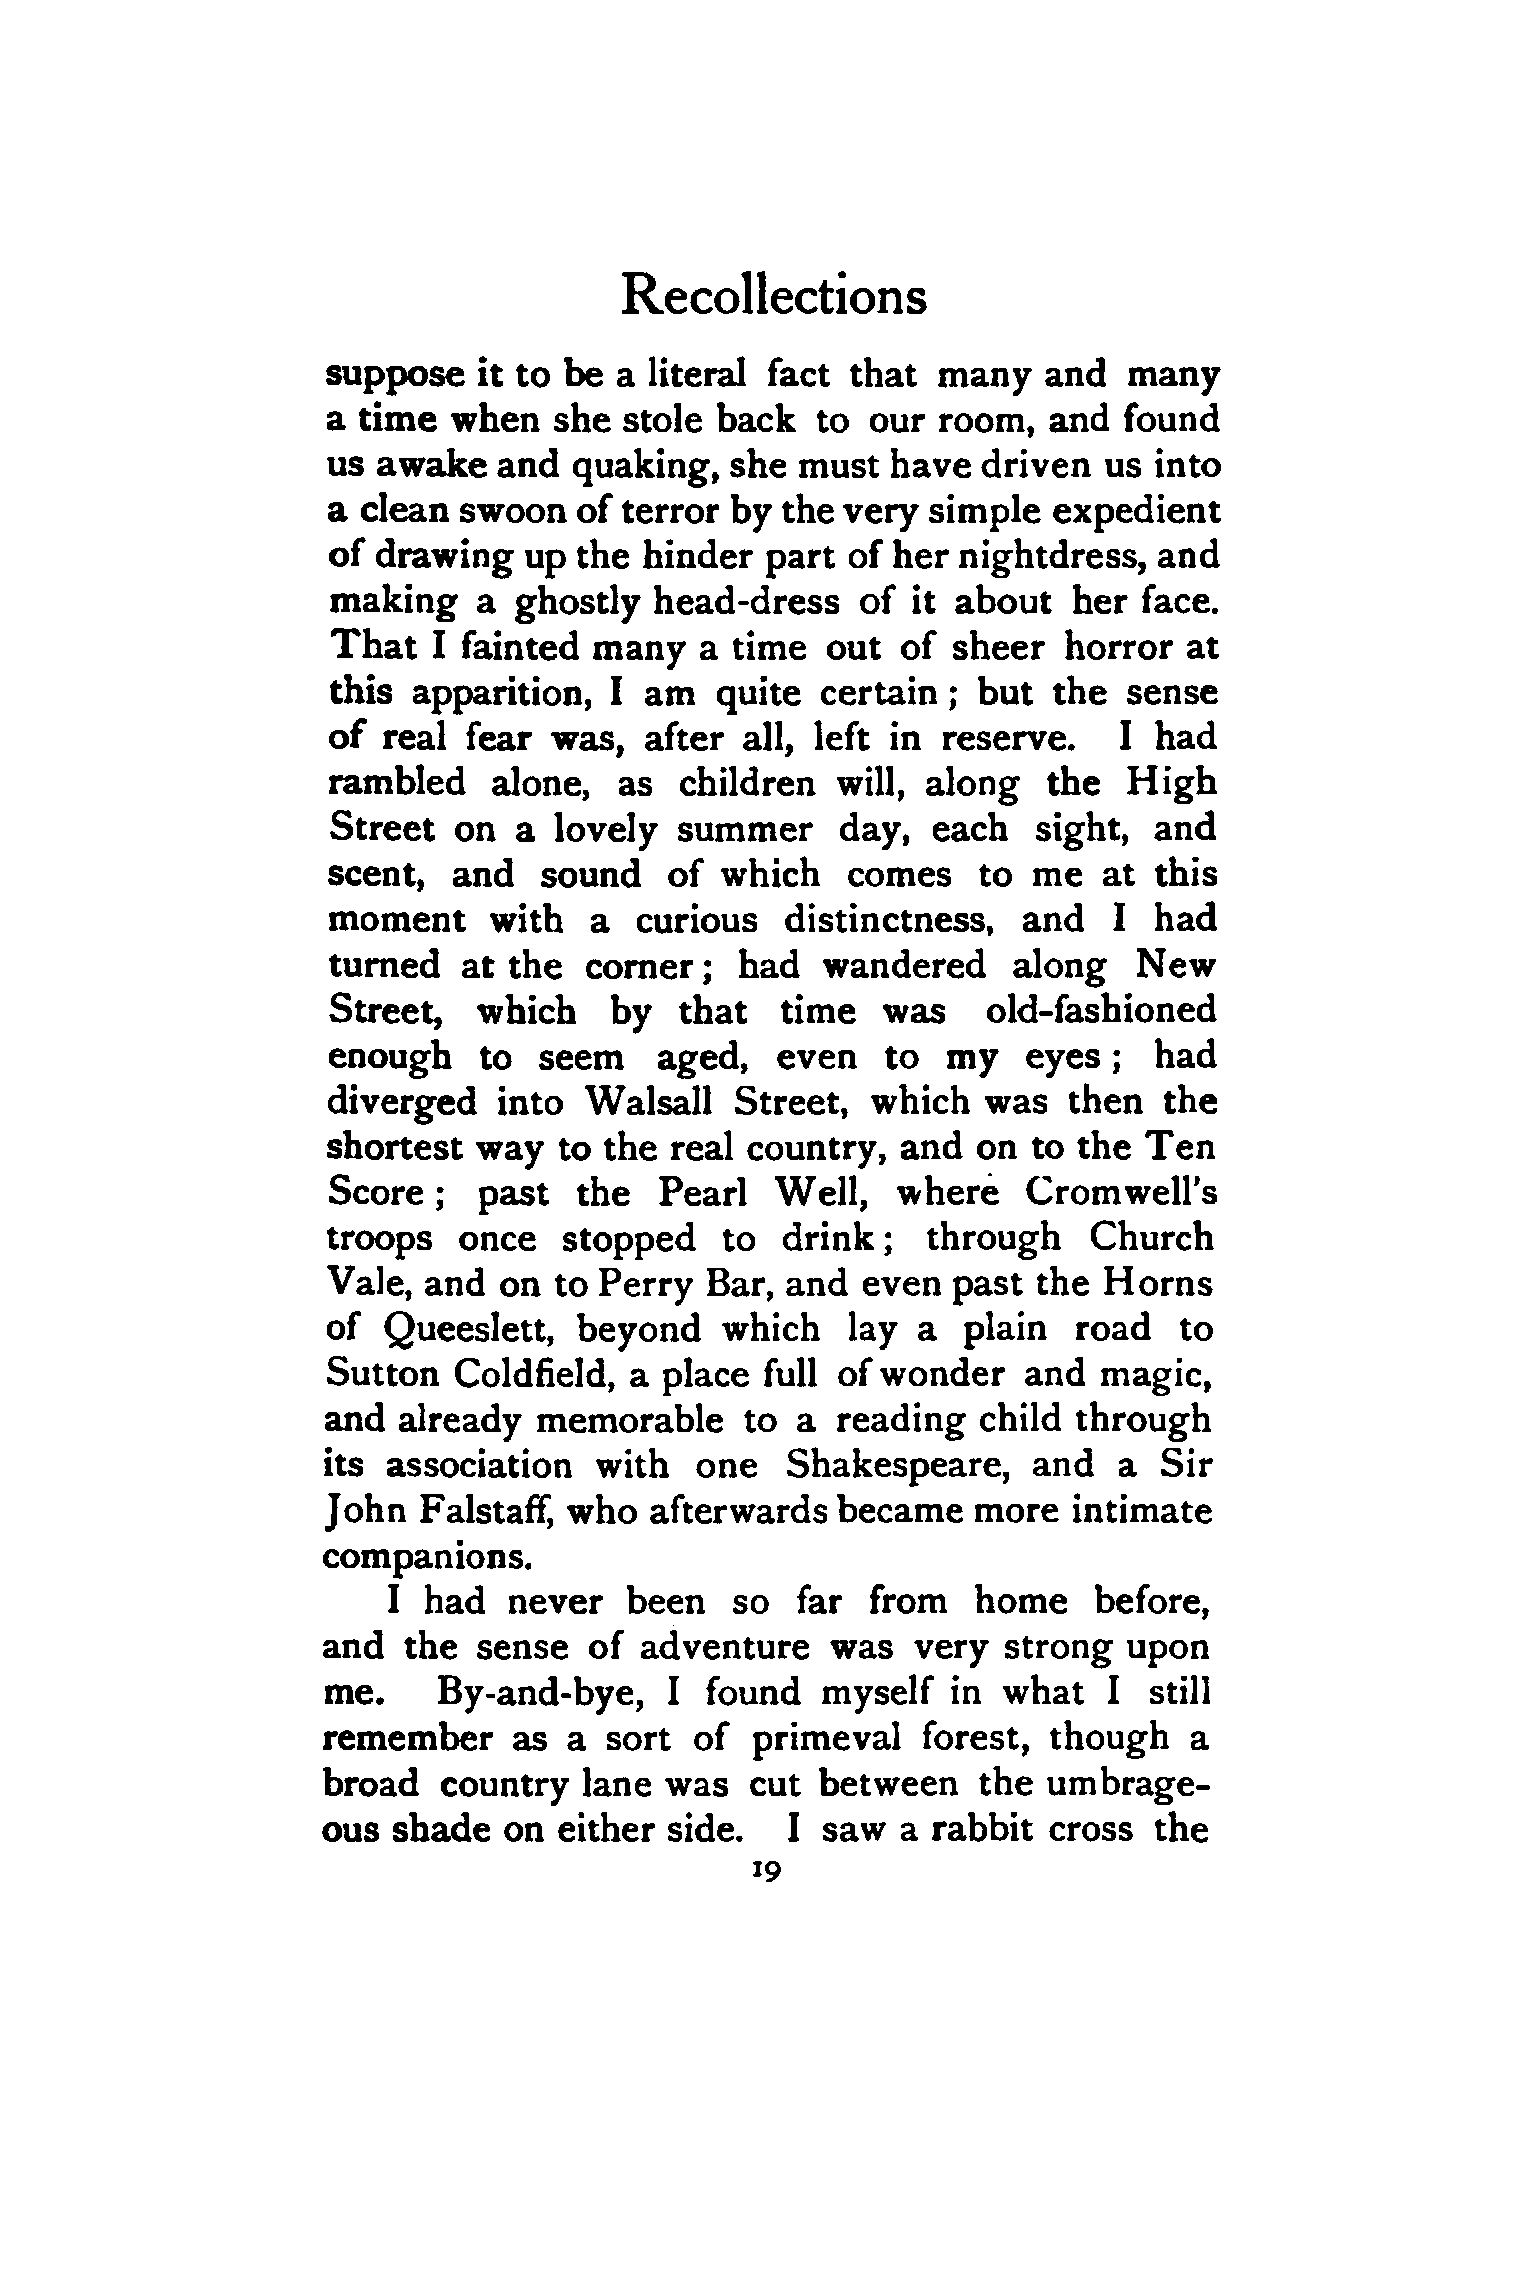 Recollections
suppose it to be a literal fact that many and many
a time when she stole back to our room, and found
us awake and quaking, she must have driven us into
a clean swoon of terror by the very simple expedient
of drawing up the hinder part of her nightdress, and
making a ghostly head-dress of it about her face.
That I fainted many a time out of sheer horror at
this apparition, I am quite certain ; but the sense
of real fear was, after all, left in reserve. I had
rambled alone, as children will, along the High
Street on a lovely summer day, each sight, and
scent, and sound of which comes to me at this
moment with a curious distinctness, and I had
turned at the corner ; had wandered along New
Street, which by that time was old-fashioned
enough to seem aged, even to my eyes ; had
diverged into Walsall Street, which was then the
shortest way to the real country, and on to the Ten
Score ; past the Pearl Well, where Cromwell's
troops once stopped to drink ; through Church
Vale, and on to Perry Bar, and even past the Horns
of Queeslett, beyond which lay a plain road to
Sutton Coldfield, a place full of wonder and magic,
and already memorable to a reading child through
its association with one Shakespeare, and a Sir
John Falstaff, who afterwards became more intimate
companions.
I had never been so far from home before,
and the sense of adventure was very strong upon
me. By-and-bye, I found myself in what I still
remember as a sort of primeval forest, though a
broad country lane was cut between the umbrage-
ous shade on either side. I saw a rabbit cross the
19